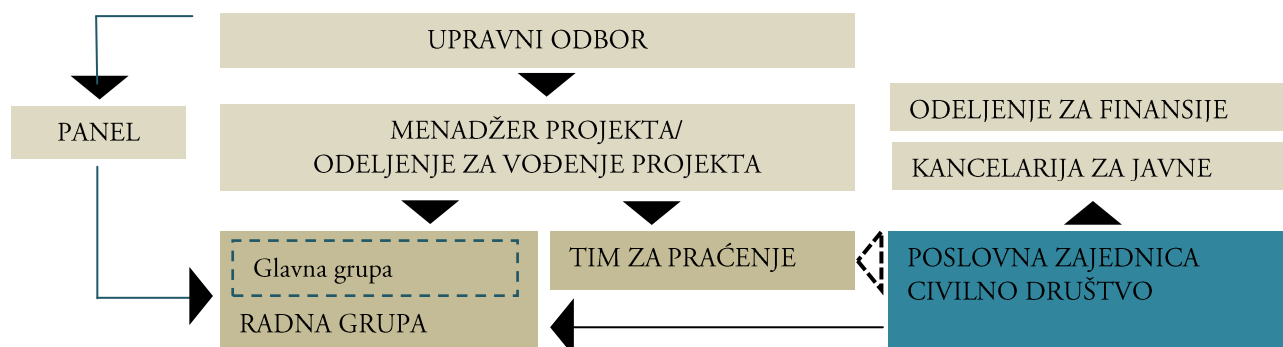 UPRAVNI ODBOR
PANEL
MENADŽER PROJEKTA/
ODELJENJE ZA VOĐENJE PROJEKTA
ODELJENJE ZA FINANSIJE
KANCELARIJA ZA JAVNE
Glavna grupa
RADNA GRUPA
TIM ZA PRAĆENJE
POSLOVNA ZAJEDNICA
CIVILNO DRUŠTVO